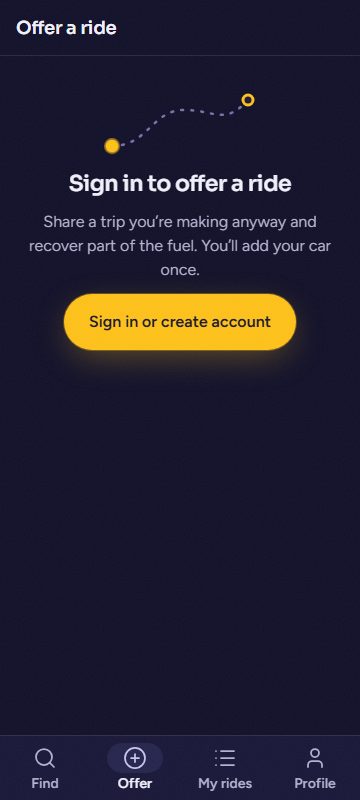 Offer a ride
Sign in to offer a ride
Share a trip you’re making anyway and
recover part of the fuel. You’ll add your car
once.
Sign in or create account
Find
Offer
My rides
Profile